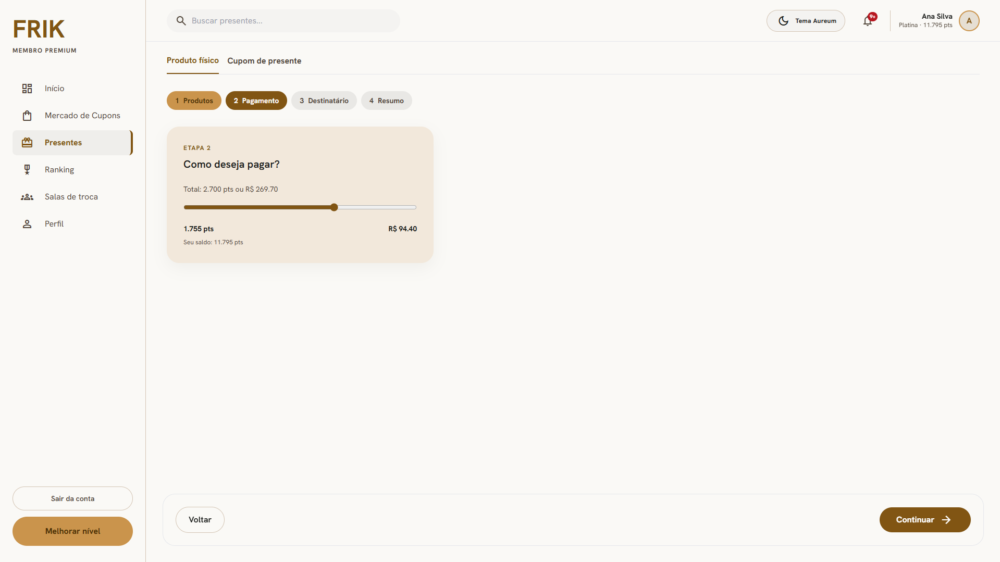 FRIK
MEMBRO PREMIUM
Início
Mercado de Cupons
Presentes
Ranking
Salas de troca
Perfil
Sair da conta
Melhorar nível
Buscar presentes...
Tema Aureum
9+
Ana Silva
Platina · 11.795 pts
A
Produto físico
Cupom de presente
1 Produtos
2 Pagamento
3 Destinatário
4 Resumo
ETAPA 2
Como deseja pagar?
Total: 2.700 pts ou R$ 269.70
1.755 pts
R$ 94.40
Seu saldo: 11.795 pts
Voltar
Continuar